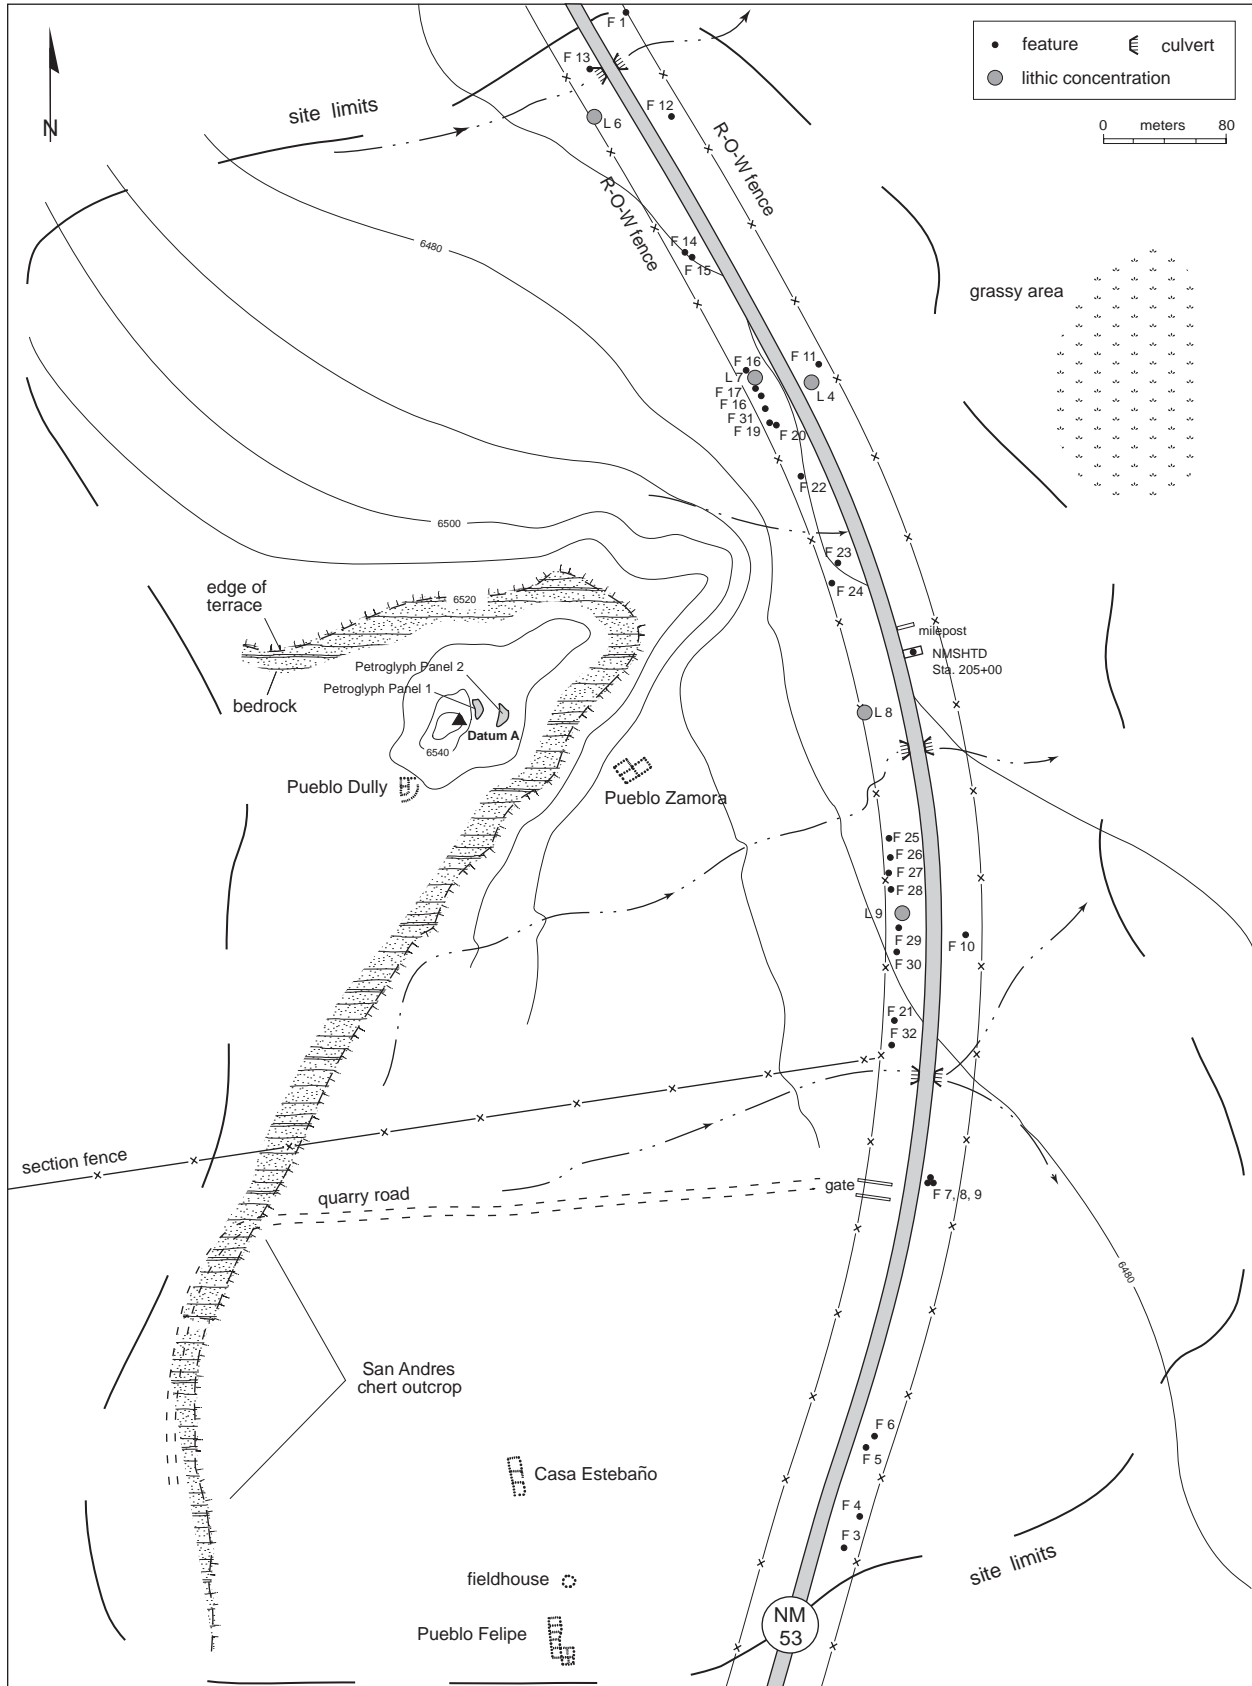 F 1
feature
culvert
lithic concentration
F 13
site limits
N
L 6
F 12
0 meters 80
R-O-W fence
R-O-W fence
6480
F 14
F 15
grassy area
F 11
F 16
L 7
L 4
F 17
F 16
F 31
F 19
F 20
F 22
6500
F 23
F 24
edge of
terrace
6520
milepost
NMSHTD
Sta. 205+00
Petroglyph Panel 2
Petroglyph Panel 1
bedrock
L 8
Datum A
6540
Pueblo Dully
Pueblo Zamora
F 25
F 26
F 27
F 28
L 9
F 29
F 10
F 30
F 21
F 32
section fence
quarry road
gate
F 7, 8, 9
6480
San Andres
chert outcrop
F 6
F 5
Casa Estebaño
F 4
F 3
site limits
fieldhouse
NM
53
Pueblo Felipe